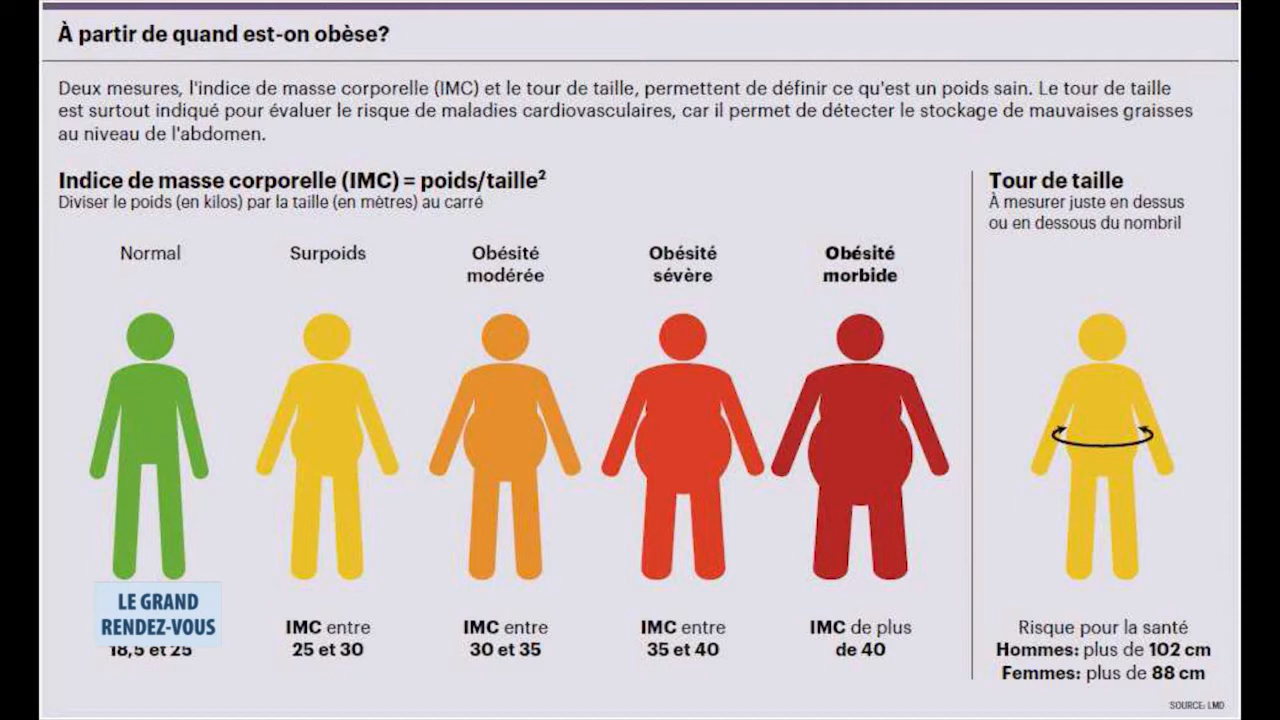 À partir de quand est-on obèse?
Deux mesures, l'indice de masse corporelle (IMC) et le tour de taille, permettent de définir ce qu'est un poids sain. Le tour de taille
est surtout indiqué pour évaluer le risque de maladies cardiovasculaires, car il permet de détecter le stockage de mauvaises graisses
au niveau de l'abdomen.
Indice de masse corporelle (IMC) = poids/taille²
Diviser le poids (en kilos) par la taille (en mètres) au carré
Normal
Surpoids
Obésité
modérée
Obésité
sévère
Obésité
morbide
LE GRAND
RENDEZ-VOUS
18,5 et 25
IMC entre
25 et 30
IMC entre
30 et 35
IMC entre
35 et 40
IMC de plus
de 40
Tour de taille
À mesurer juste en dessus
ou en dessous du nombril
Risque pour la santé
Hommes: plus de 102 cm
Femmes: plus de 88 cm
SOURCE: LMD